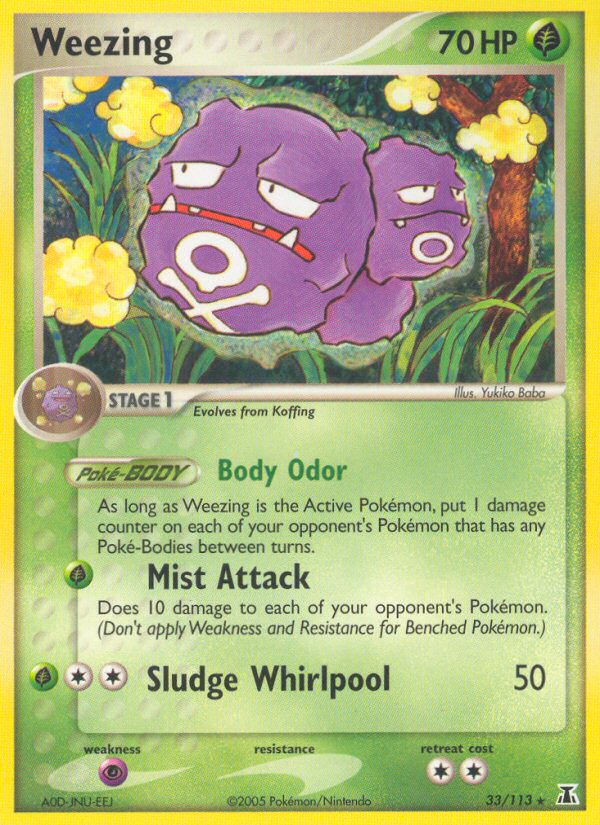 Weezing
70 HP
Illus. Yukiko Baba
STAGE 1
Evolves from Koffing
Poké-BODY Body Odor
As long as Weezing is the Active Pokémon, put 1 damage
counter on each of your opponent's Pokémon that has any
Poké-Bodies between turns.
Mist Attack
Does 10 damage to each of your opponent's Pokémon.
(Don't apply Weakness and Resistance for Benched Pokémon.)
Sludge Whirlpool 50
weakness resistance retreat cost
A0D-JNU-EEJ ©2005 Pokémon/Nintendo 33/113 ★